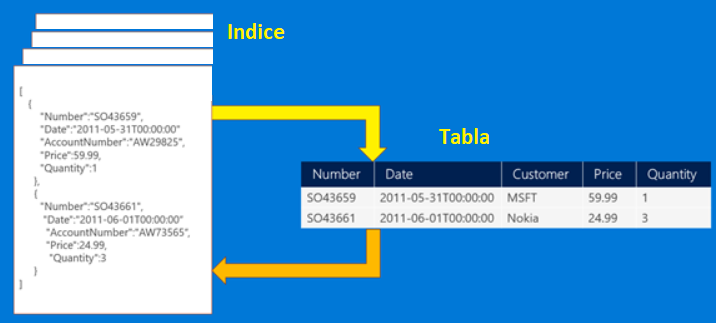 Indice
[
{
"Number":"SO43659",
"Date":"2011-05-31T00:00:00"
"AccountNumber":"AW29825",
"Price":59.99,
"Quantity":1
},
{
"Number":"SO43661",
"Date":"2011-06-01T00:00:00"
"AccountNumber":"AW73565",
"Price":24.99,
"Quantity":3
}
]
Tabla
Number Date Customer Price Quantity
SO43659 2011-05-31T00:00:00 MSFT 59.99 1
SO43661 2011-06-01T00:00:00 Nokia 24.99 3